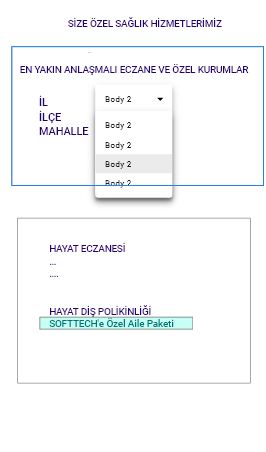 SİZE ÖZEL SAĞLIK HİZMETLERİMİZ
EN YAKIN ANLAŞMALI ECZANE VE ÖZEL KURUMLAR
İL
İLÇE
MAHALLE
Body 2
Body 2
Body 2
Body 2
Body 2
HAYAT ECZANESİ
...
....
HAYAT DİŞ POLİKİNLİĞİ
SOFTTECH'e Özel Aile Paketi